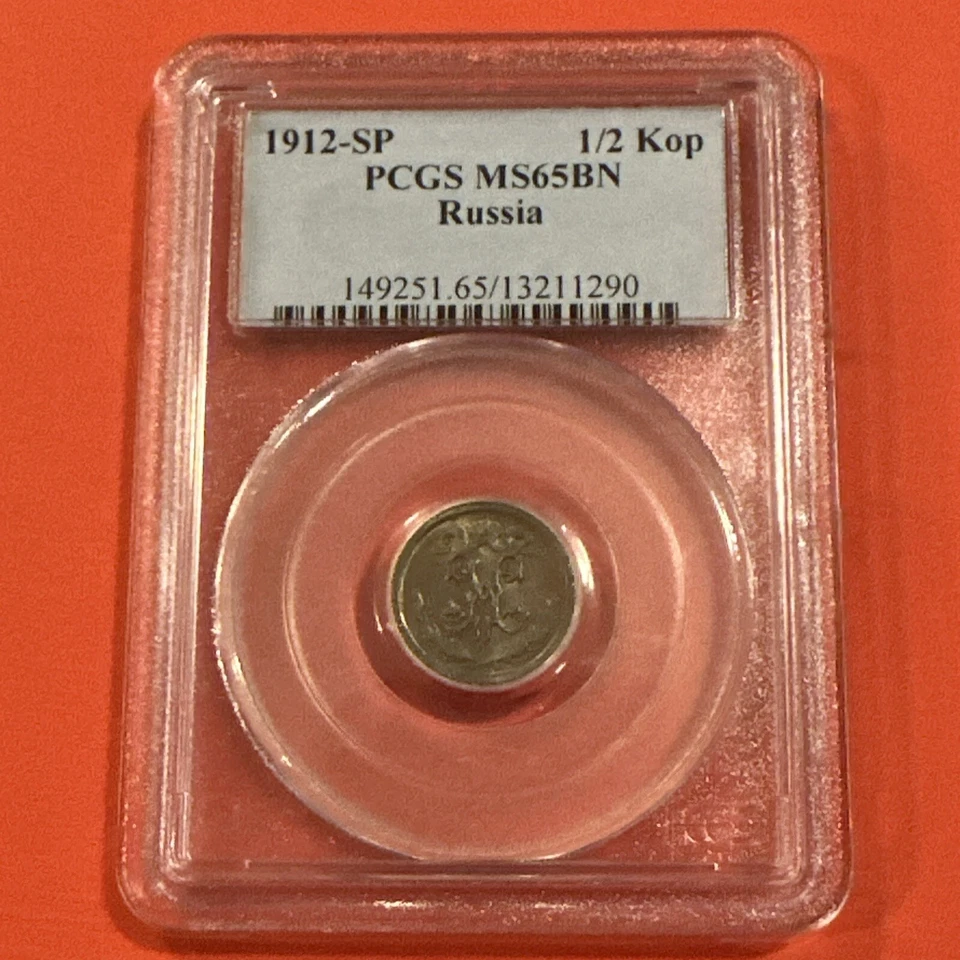 1912-SP 1/2 Kop
PCGS MS65BN
Russia
149251.65/13211290